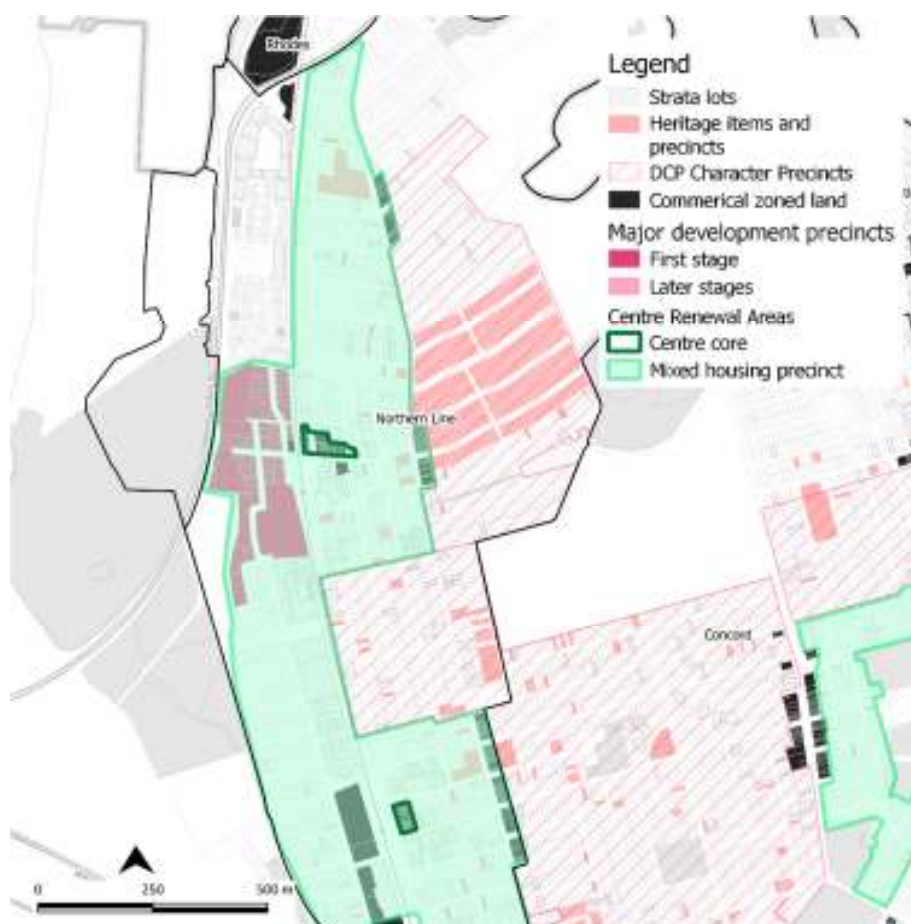 Rhodes
Legend
Strata lots
Heritage items and
precincts
DCP Character Precincts
Commerical zoned land
Major development precincts
First stage
Later stages
Centre Renewal Areas
Centre core
Mixed housing precinct
Northern Line
Concord
0 250 500 m